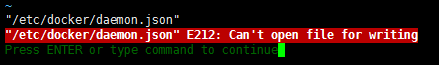 ~
"/etc/docker/daemon.json"
"/etc/docker/daemon.json" E212: Can't open file for writing
Press ENTER or type command to continue